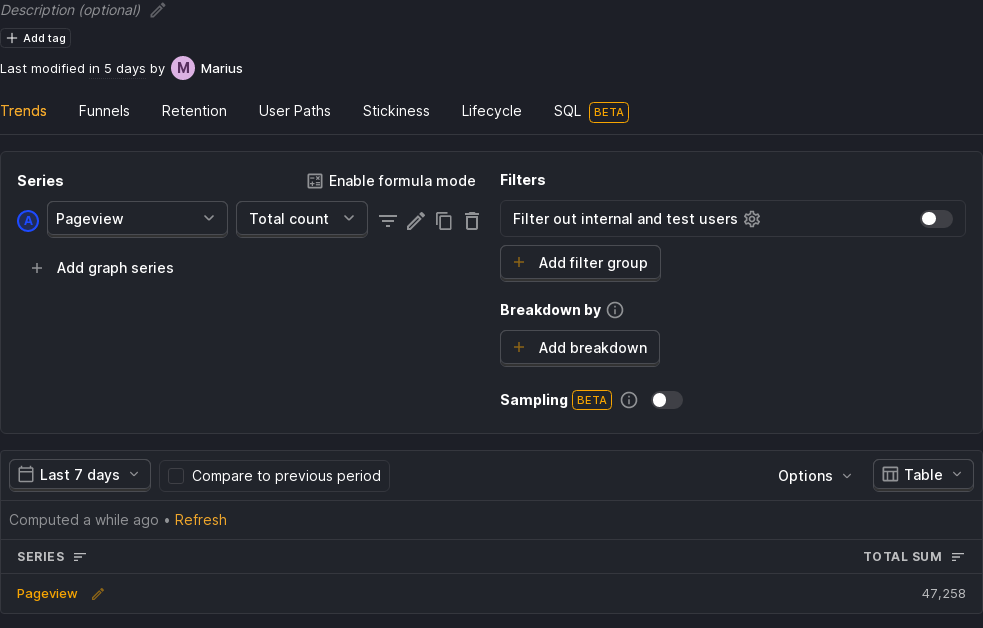 Description (optional)
Add tag
Last modified in 5 days by M Marius
Trends Funnels Retention User Paths Stickiness Lifecycle SQL BETA
Series Enable formula mode
A Pageview Total count
Add graph series
Filters
Filter out internal and test users
Add filter group
Breakdown by
Add breakdown
Sampling BETA
Last 7 days Compare to previous period Options Table
Computed a while ago • Refresh
SERIES TOTAL SUM
Pageview 47,258